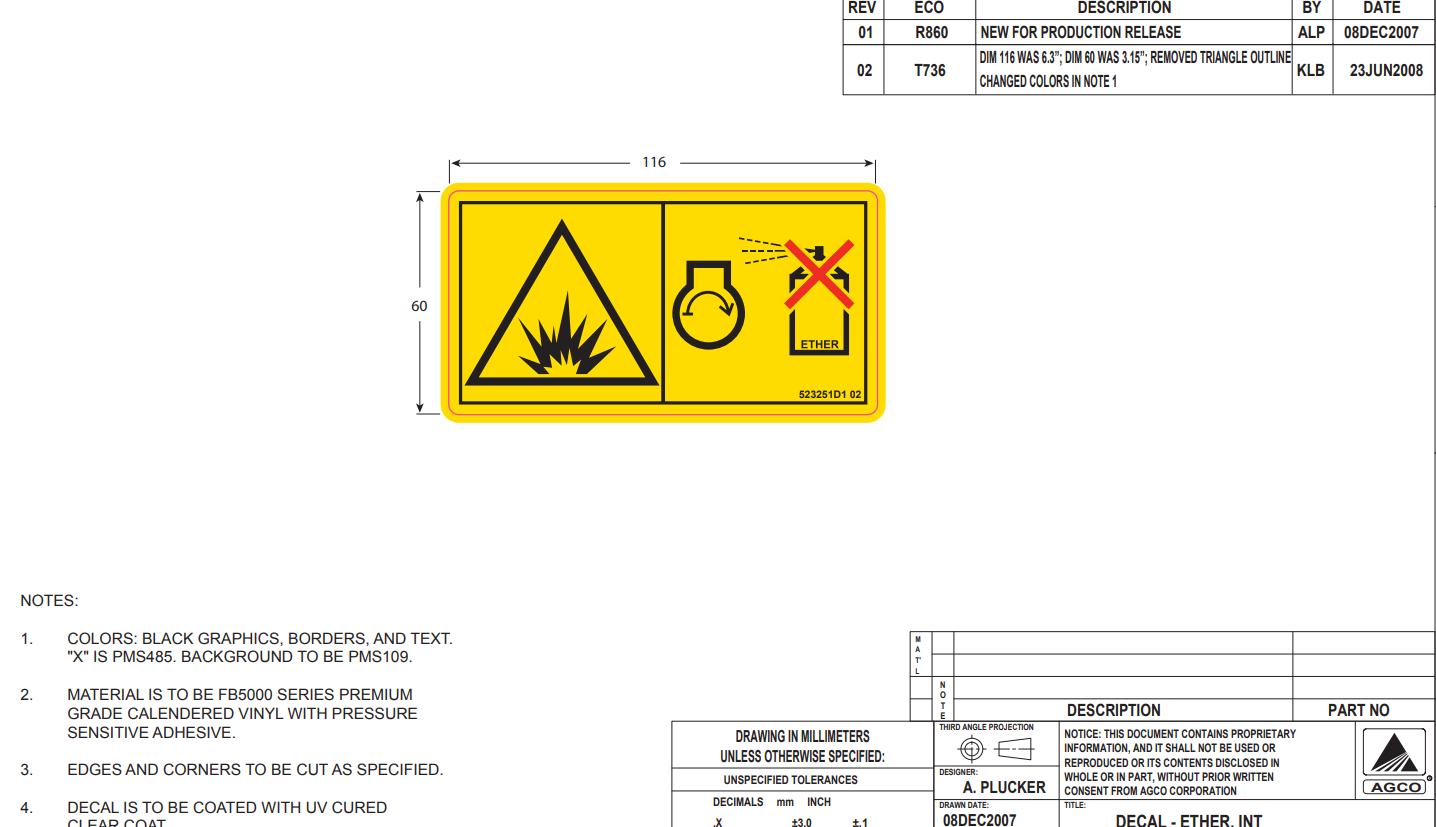 REV ECO DESCRIPTION BY DATE
01 R860 NEW FOR PRODUCTION RELEASE ALP 08DEC2007
02 T736 DIM 116 WAS 6.3”; DIM 60 WAS 3.15”; REMOVED TRIANGLE OUTLINE KLB 23JUN2008
CHANGED COLORS IN NOTE 1
116
60
ETHER
523251D1 02
NOTES:
1. COLORS: BLACK GRAPHICS, BORDERS, AND TEXT.
"X" IS PMS485. BACKGROUND TO BE PMS109.
2. MATERIAL IS TO BE FB5000 SERIES PREMIUM
GRADE CALENDERED VINYL WITH PRESSURE
SENSITIVE ADHESIVE.
3. EDGES AND CORNERS TO BE CUT AS SPECIFIED.
4. DECAL IS TO BE COATED WITH UV CURED
CLEAR COAT
MAT'L
NOTE
DESCRIPTION PART NO
DRAWING IN MILLIMETERS
UNLESS OTHERWISE SPECIFIED:
UNSPECIFIED TOLERANCES
DECIMALS mm INCH
.X ±3.0 ±.1
THIRD ANGLE PROJECTION
DESIGNER:
A. PLUCKER
DRAWN DATE:
08DEC2007
NOTICE: THIS DOCUMENT CONTAINS PROPRIETARY
INFORMATION, AND IT SHALL NOT BE USED OR
REPRODUCED OR ITS CONTENTS DISCLOSED IN
WHOLE OR IN PART, WITHOUT PRIOR WRITTEN
CONSENT FROM AGCO CORPORATION
AGCO ®
TITLE:
DECAL - ETHER, INT